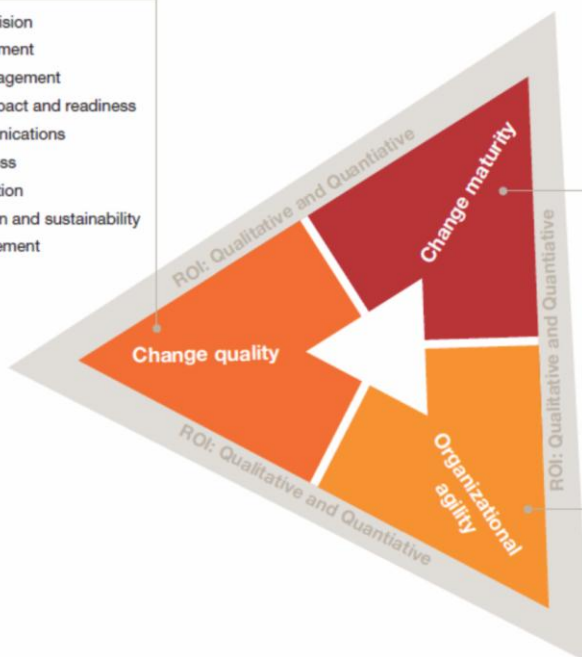 ision
ment
agement
pact and readiness
nications
ss
tion
n and sustainability
ement
ROI: Qualitative and Quantiative
Change maturity
ROI: Qualitative and Quantiative
Change quality
ROI: Qualitative and Quantiative
Organizational
agility